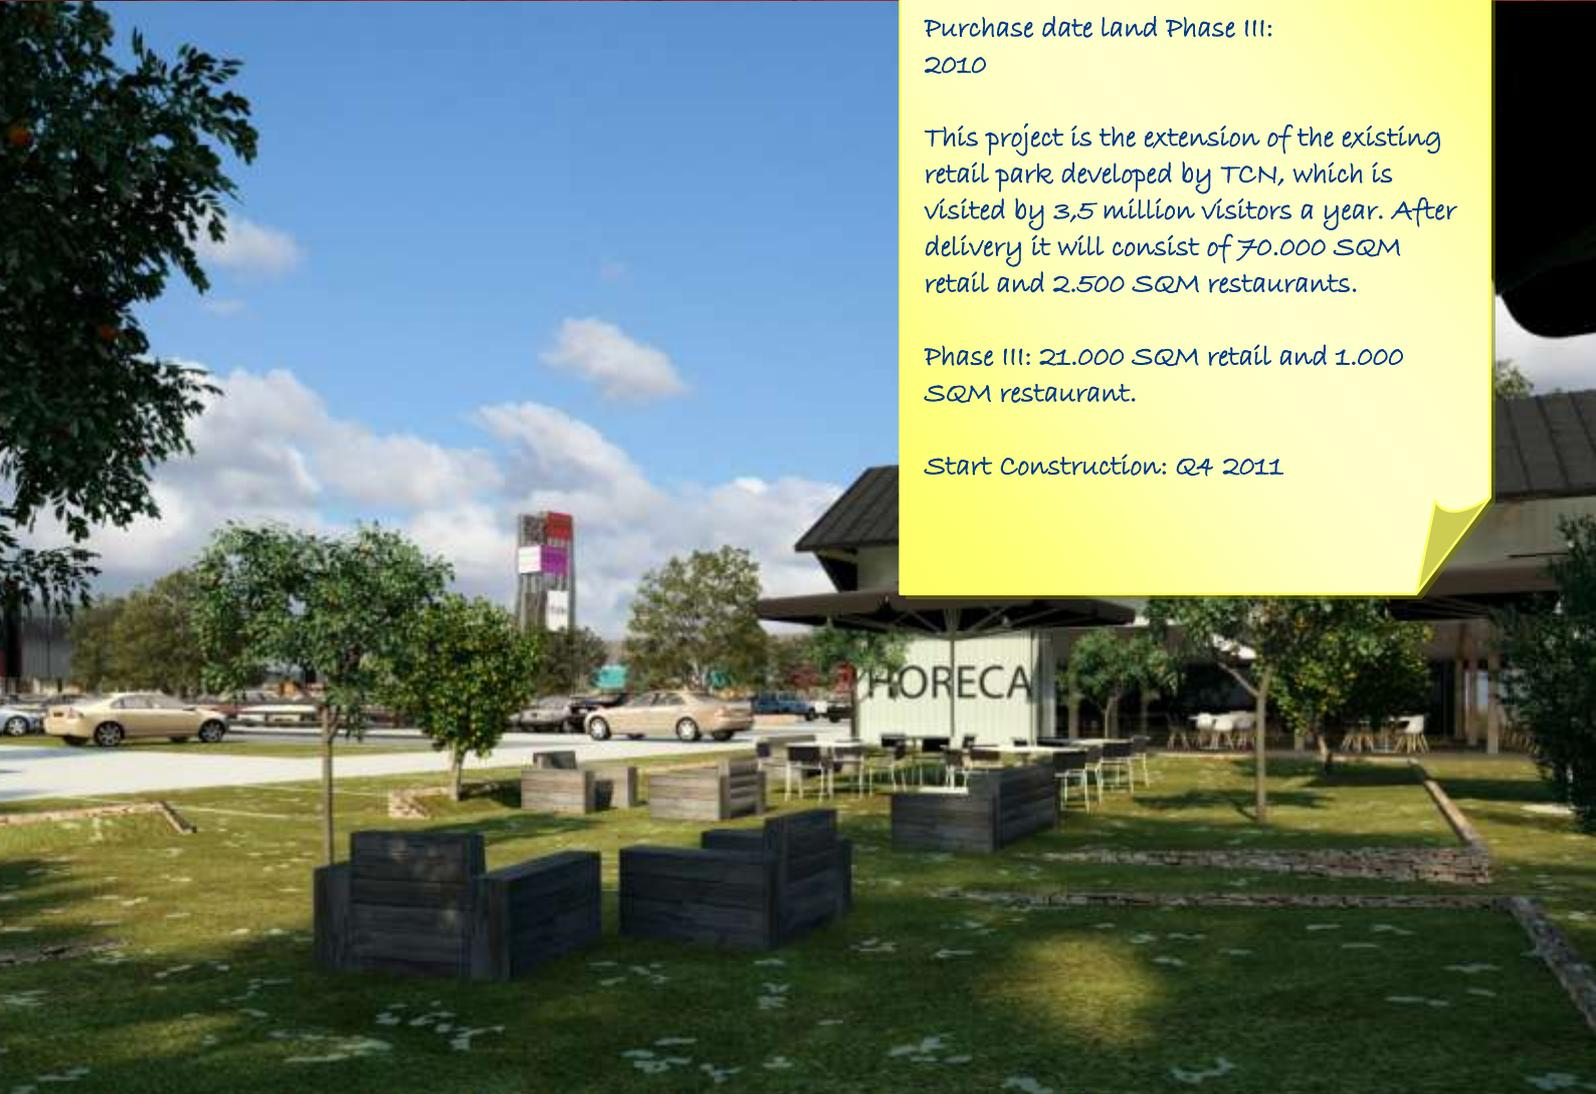 Purchase date land Phase III:
2010
This project is the extension of the existing
retail park developed by TCN, which is
visited by 3,5 million visitors a year. After
delivery it will consist of 70.000 SQM
retail and 2.500 SQM restaurants.
Phase III: 21.000 SQM retail and 1.000
SQM restaurant.
Start Construction: Q4 2011
HORECA